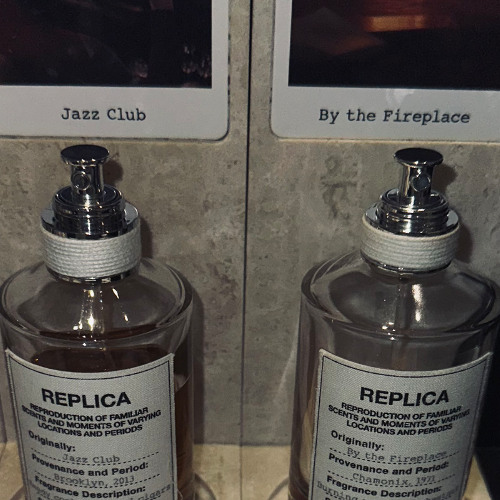 Jazz Club
By the Fireplace
REPLICA
REPRODUCTION OF FAMILIAR
SCENTS AND MOMENTS OF VARYING
LOCATIONS AND PERIODS
Originally:
Jazz Club
Provenance and Period:
Brooklyn, 2013
Fragrance Description:
REPLICA
REPRODUCTION OF FAMILIAR
SCENTS AND MOMENTS OF VARYING
LOCATIONS AND PERIODS
Originally:
By the Fireplace
Provenance and Period:
Chamonix, 1971
Fragrance Description: